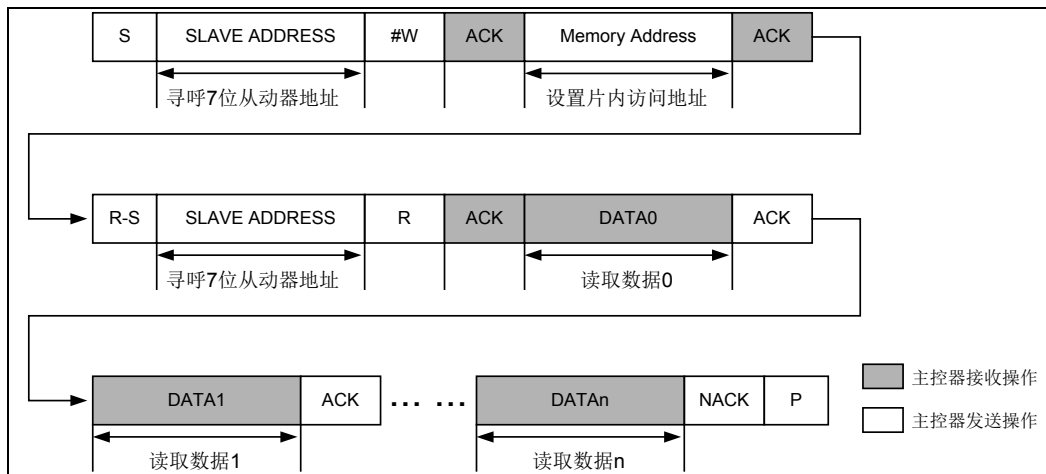 S SLAVE ADDRESS #W ACK Memory Address ACK
寻呼7位从动器地址 设置片内访问地址
R-S SLAVE ADDRESS R ACK DATA0 ACK
寻呼7位从动器地址 读取数据0
DATA1 ACK ... ... DATAn NACK P
读取数据1 读取数据n
主控器接收操作
主控器发送操作